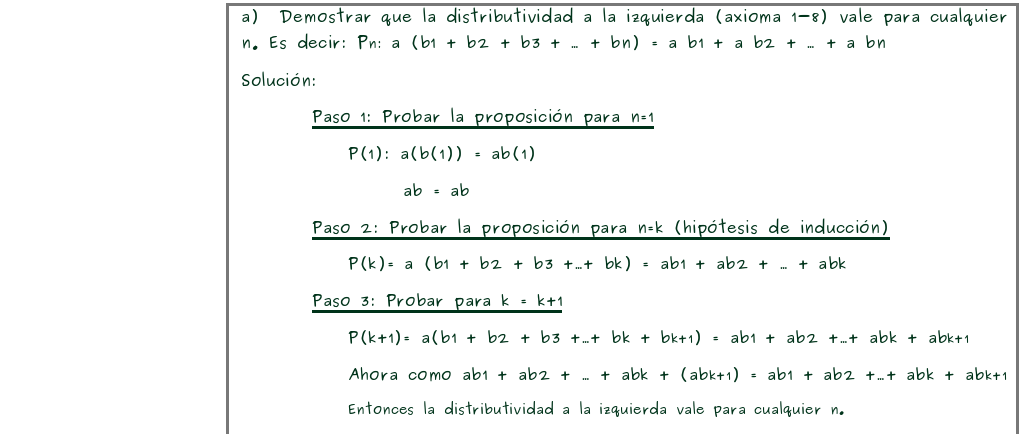 a) Demostrar que la distributividad a la izquierda (axioma 1-8) vale para cualquier
n. Es decir: Pn: a (b1 + b2 + b3 + … + bn) = a b1 + a b2 + … + a bn
Solución:
Paso 1: Probar la proposición para n=1
P(1): a(b(1)) = ab(1)
ab = ab
Paso 2: Probar la proposición para n=k (hipótesis de inducción)
P(k)= a (b1 + b2 + b3 +…+ bk) = ab1 + ab2 + … + abk
Paso 3: Probar para k = k+1
P(k+1)= a(b1 + b2 + b3 +…+ bk + bk+1) = ab1 + ab2 +…+ abk + abk+1
Ahora como ab1 + ab2 + … + abk + (abk+1) = ab1 + ab2 +…+ abk + abk+1
Entonces la distributividad a la izquierda vale para cualquier n.